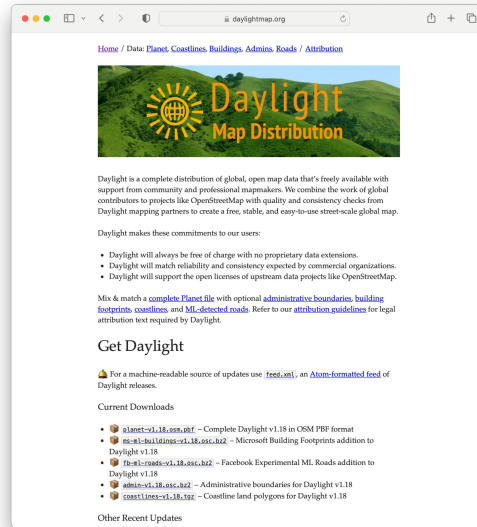 daylightmap.org
Home / Data: Planet, Coastlines, Buildings, Admins, Roads / Attribution
Daylight
Map Distribution
Daylight is a complete distribution of global, open map data that's freely available with
support from community and professional mapmakers. We combine the work of global
contributors to projects like OpenStreetMap with quality and consistency checks from
Daylight mapping partners to create a free, stable, and easy-to-use street-scale global map.
Daylight makes these commitments to our users:
• Daylight will always be free of charge with no proprietary data extensions.
• Daylight will match reliability and consistency expected by commercial organizations.
• Daylight will support the open licenses of upstream data projects like OpenStreetMap.
Mix & match a complete Planet file with optional administrative boundaries, building
footprints, coastlines, and ML-detected roads. Refer to our attribution guidelines for legal
attribution text required by Daylight.
Get Daylight
🛎 For a machine-readable source of updates use feed.xml, an Atom-formatted feed of
Daylight releases.
Current Downloads
• 📦 planet-v1.18.osm.pbf – Complete Daylight v1.18 in OSM PBF format
• 📦 ms-ml-buildings-v1.18.osc.bz2 – Microsoft Building Footprints addition to
Daylight v1.18
• 📦 fb-ml-roads-v1.18.osc.bz2 – Facebook Experimental ML Roads addition to
Daylight v1.18
• 📦 admin-v1.18.osc.bz2 – Administrative boundaries for Daylight v1.18
• 📦 coastlines-v1.18.tgz – Coastline land polygons for Daylight v1.18
Other Recent Updates